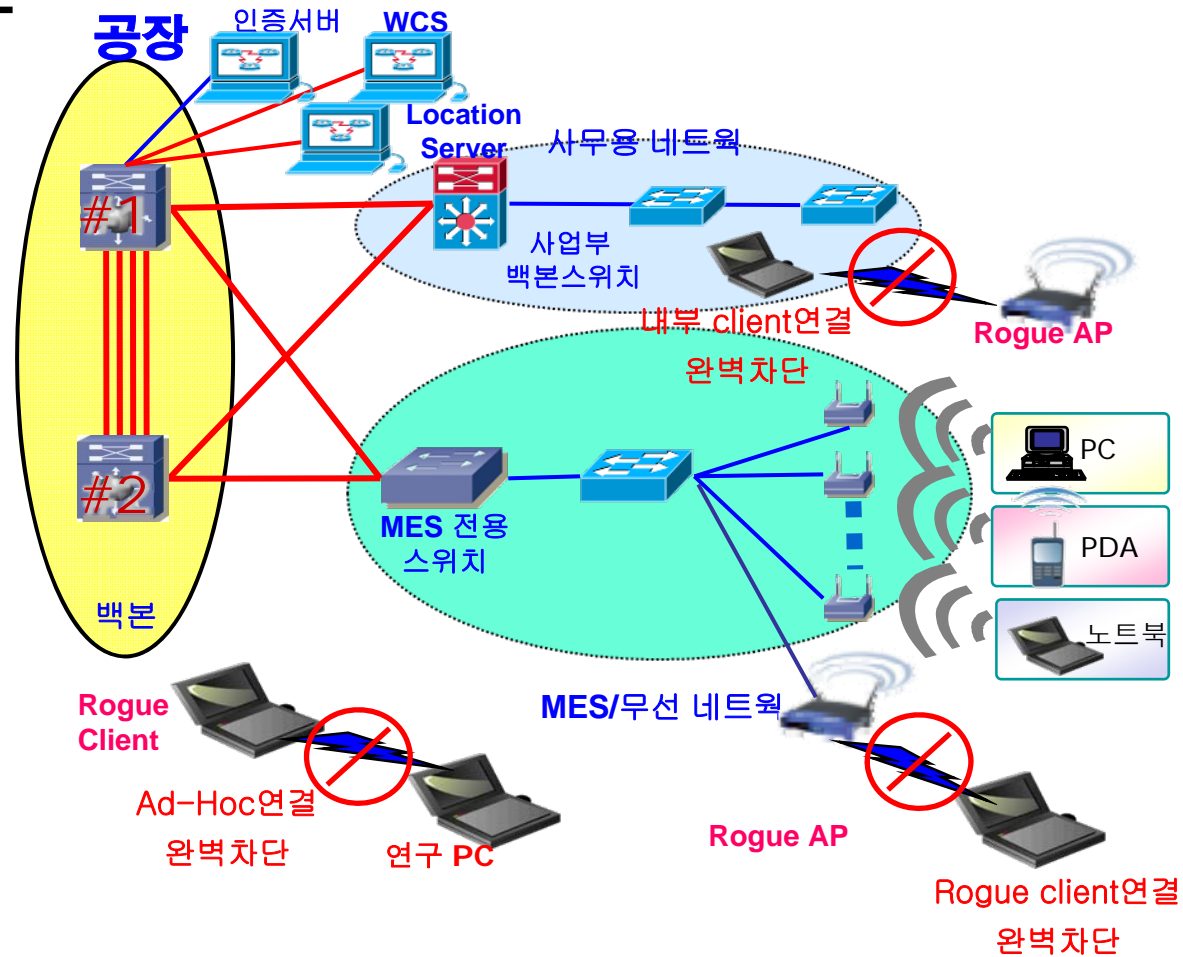 공장
인증서버
WCS
Location
Server
사무용 네트웍
#1
사업부
백본스위치
내부 client연결
완벽차단
Rogue AP
#2
MES 전용
스위치
PC
PDA
노트북
백본
MES/무선 네트웍
Rogue
Client
Ad-Hoc연결
완벽차단
연구 PC
Rogue AP
Rogue client연결
완벽차단